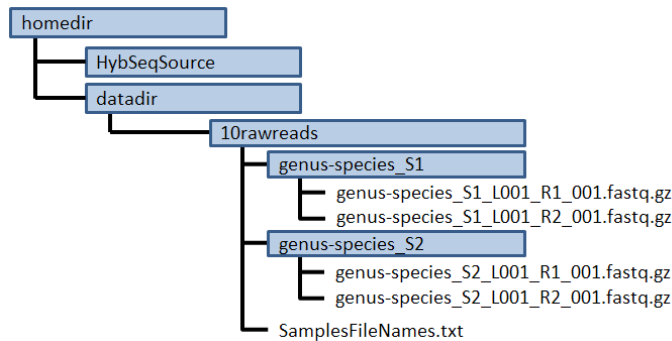 homedir
HybSeqSource
datadir
10rawreads
genus-species_S1
genus-species_S1_L001_R1_001.fastq.gz
genus-species_S1_L001_R2_001.fastq.gz
genus-species_S2
genus-species_S2_L001_R1_001.fastq.gz
genus-species_S2_L001_R2_001.fastq.gz
SamplesFileNames.txt